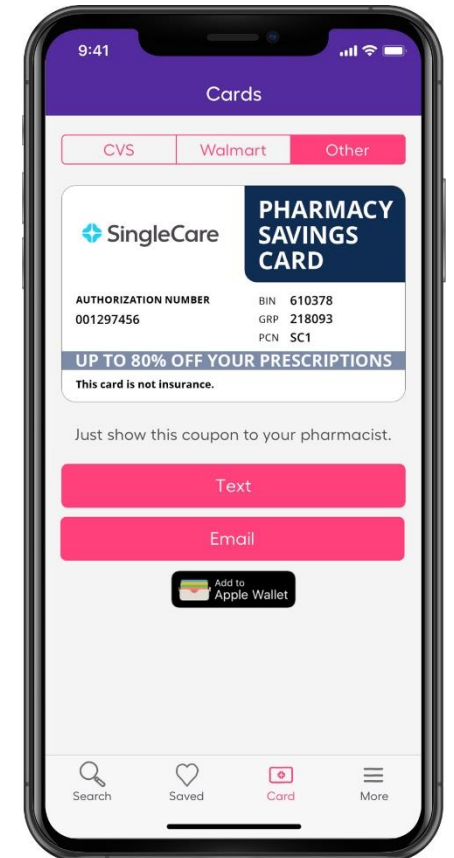 9:41
Cards
CVS Walmart Other
SingleCare
PHARMACY
SAVINGS
CARD
AUTHORIZATION NUMBER
001297456
BIN 610378
GRP 218093
PCN SC1
UP TO 80% OFF YOUR PRESCRIPTIONS
This card is not insurance.
Just show this coupon to your pharmacist.
Text
Email
Add to
Apple Wallet
Search Saved Card More